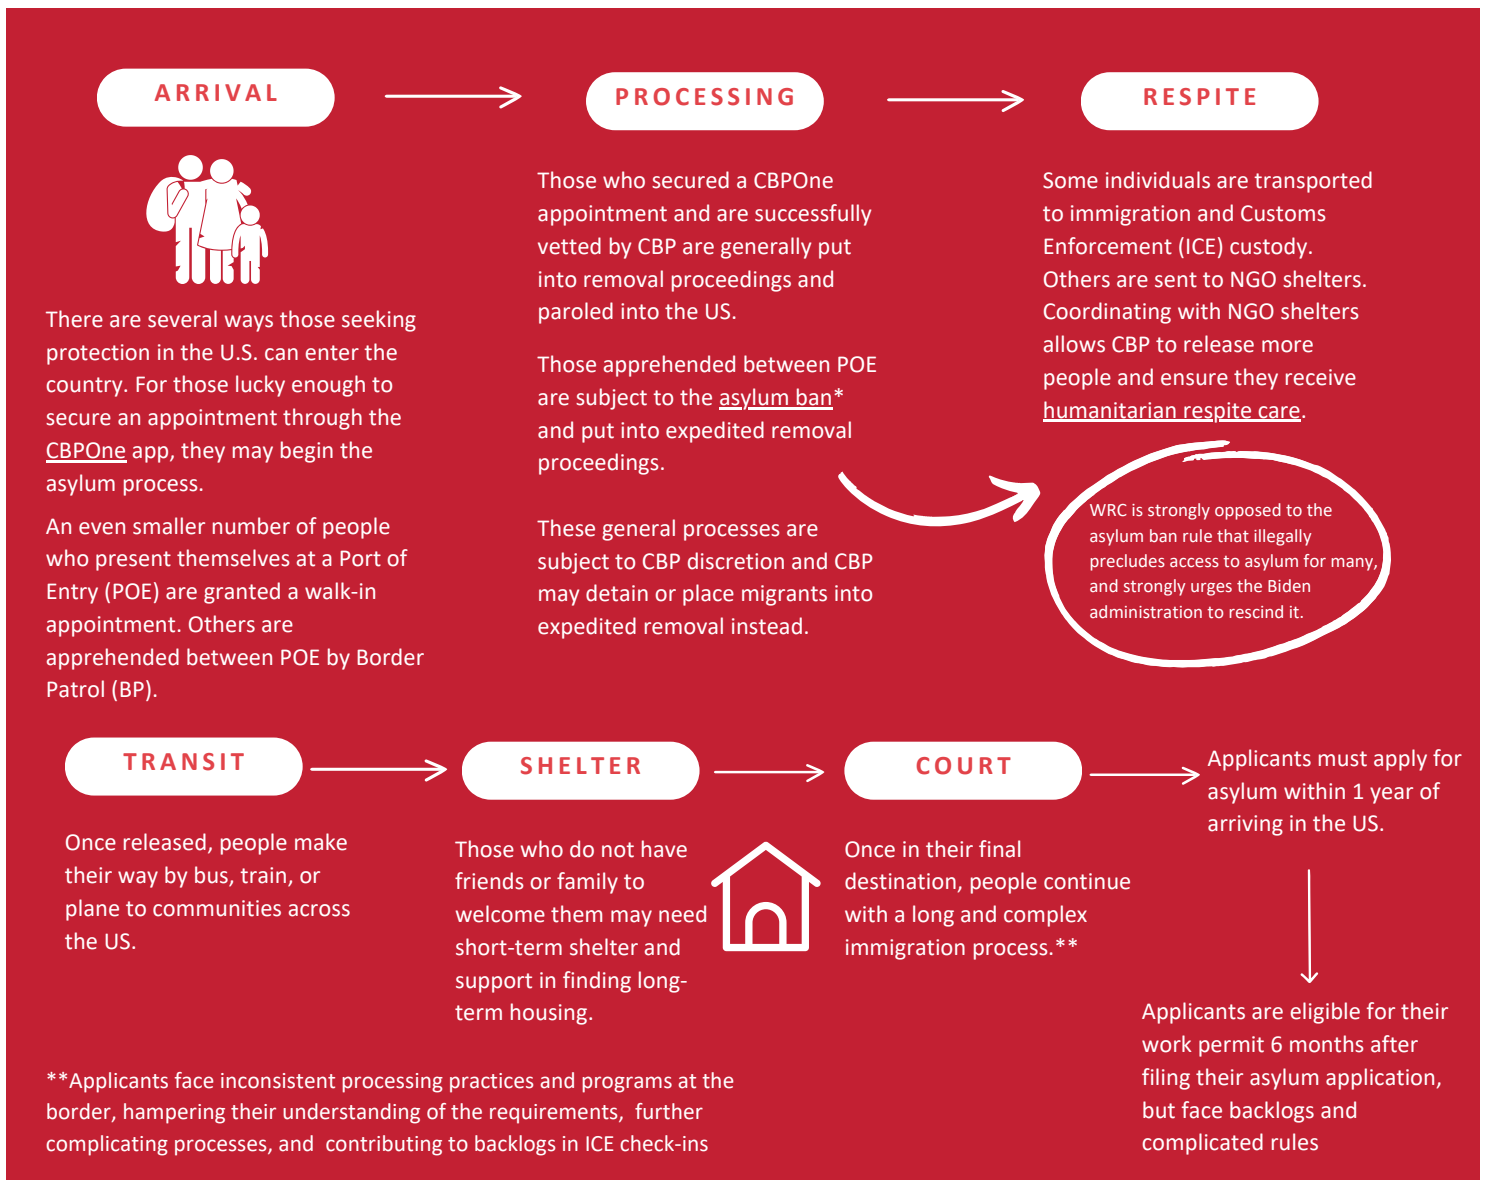 ARRIVAL
There are several ways those seeking
protection in the U.S. can enter the
country. For those lucky enough to
secure an appointment through the
CBPOne app, they may begin the
asylum process.
An even smaller number of people
who present themselves at a Port of
Entry (POE) are granted a walk-in
appointment. Others are
apprehended between POE by Border
Patrol (BP).
PROCESSING
Those who secured a CBPOne
appointment and are successfully
vetted by CBP are generally put
into removal proceedings and
paroled into the US.
Those apprehended between POE
are subject to the asylum ban*
and put into expedited removal
proceedings.
These general processes are
subject to CBP discretion and CBP
may detain or place migrants into
expedited removal instead.
RESPITE
Some individuals are transported
to immigration and Customs
Enforcement (ICE) custody.
Others are sent to NGO shelters.
Coordinating with NGO shelters
allows CBP to release more
people and ensure they receive
humanitarian respite care.
WRC is strongly opposed to the
asylum ban rule that illegally
precludes access to asylum for many,
and strongly urges the Biden
administration to rescind it.
TRANSIT
Once released, people make
their way by bus, train, or
plane to communities across
the US.
SHELTER
Those who do not have
friends or family to
welcome them may need
short-term shelter and
support in finding long-
term housing.
COURT
Once in their final
destination, people continue
with a long and complex
immigration process.**
Applicants must apply for
asylum within 1 year of
arriving in the US.
Applicants are eligible for their
work permit 6 months after
filing their asylum application,
but face backlogs and
complicated rules
**Applicants face inconsistent processing practices and programs at the
border, hampering their understanding of the requirements, further
complicating processes, and contributing to backlogs in ICE check-ins